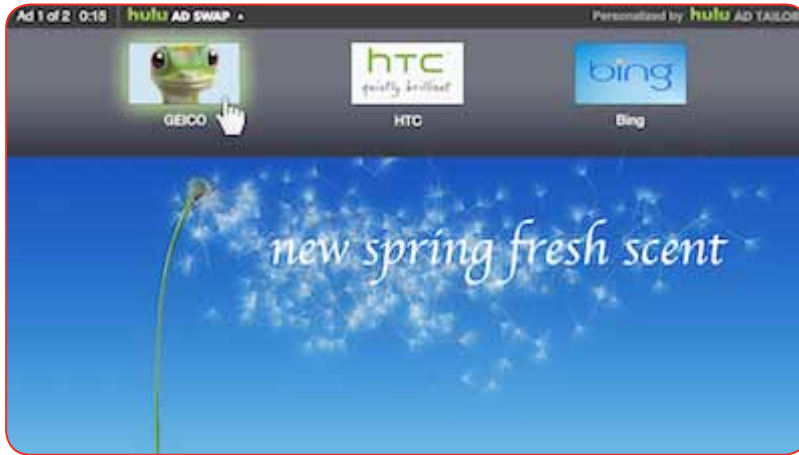 Ad 1 of 2 0:15 hulu AD SWAP Personalized by hulu AD TAILOR
hTC
quietly brilliant
bing
GEICO HTC Bing
new spring fresh scent